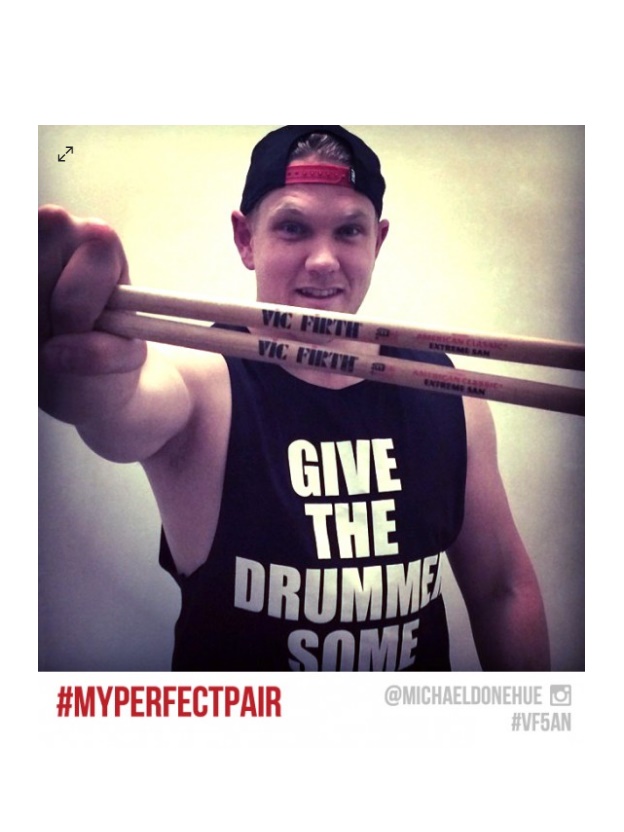 VIC FIRTH
AMERICAN CLASSIC®
EXTREME 5AN
VIC FIRTH
AMERICAN CLASSIC®
EXTREME 5AN
GIVE
THE
DRUMMER
SOME
#MYPERFECTPAIR
@MICHAELDONEHUE
#VF5AN